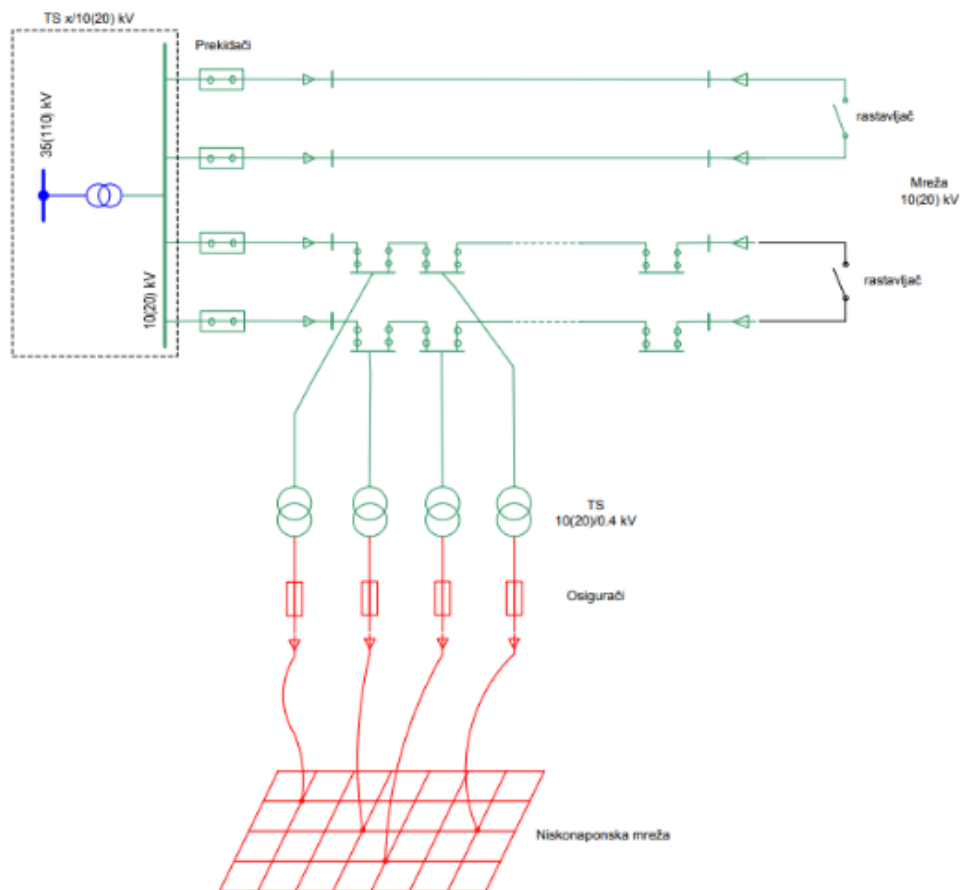 TS x/10(20) kV
Prekidači
35(110) kV
rastavljač
Mreža
10(20) kV
10(20) kV
rastavljač
TS
10(20)/0.4 kV
Osigurači
Niskonaponska mreža